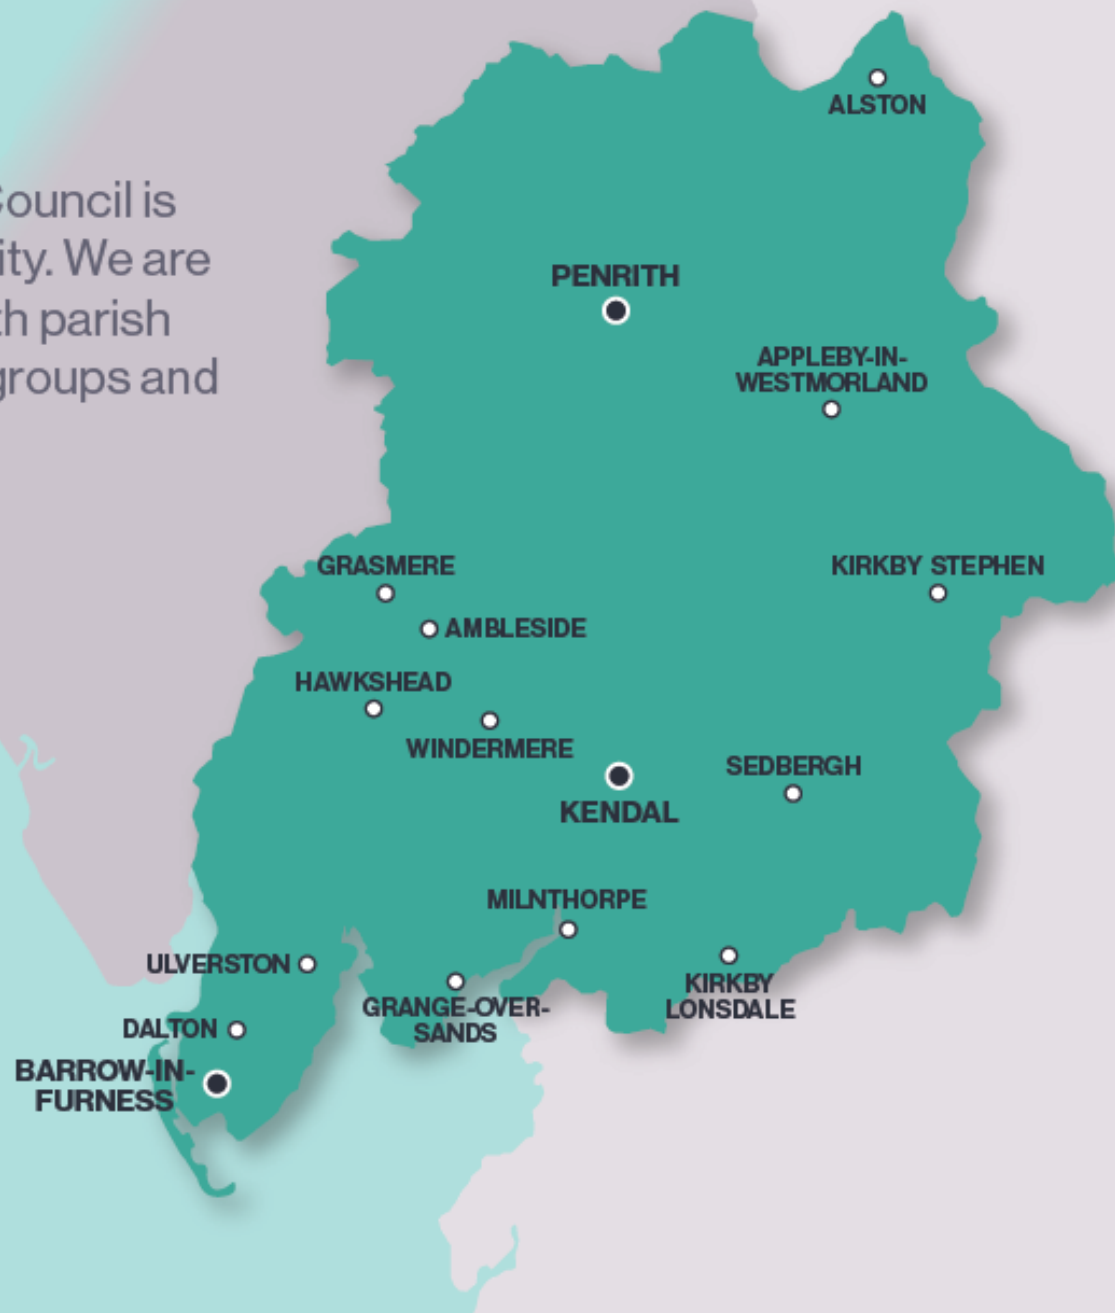 ALSTON
Council is
ity. We are
th parish
groups and
PENRITH
APPLEBY-IN-
WESTMORLAND
GRASMERE
KIRKBY STEPHEN
AMBLESIDE
HAWKSHEAD
WINDERMERE
SEDBERGH
KENDAL
MILNTHORPE
ULVERSTON
KIRKBY
LONSDALE
GRANGE-OVER-
SANDS
DALTON
BARROW-IN-
FURNESS